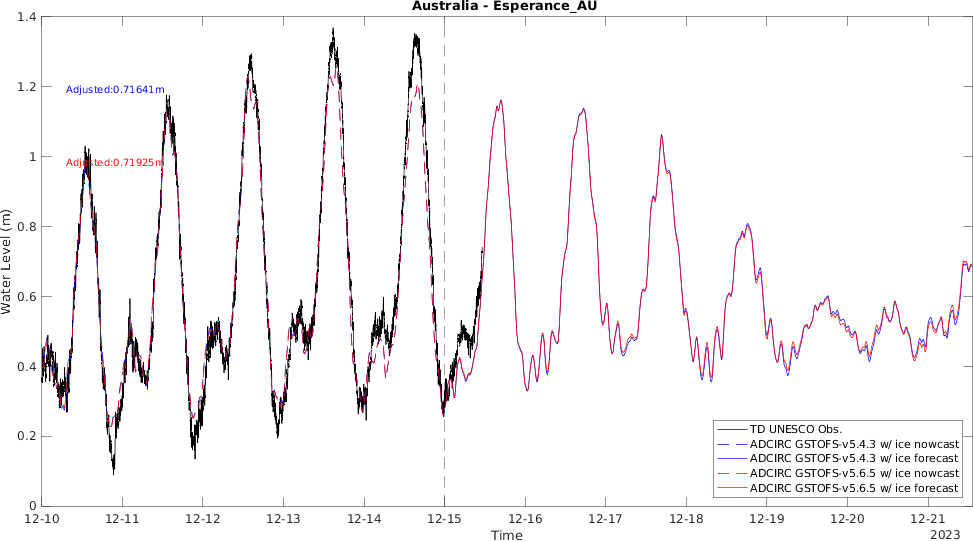 Australia - Esperance_AU
1.4
1.2
1
0.8
0.6
0.4
0.2
0
Water Level (m)
Adjusted:0.71641m
Adjusted:0.71925m
TD UNESCO Obs.
ADCIRC GSTOFS-v5.4.3 w/ ice nowcast
ADCIRC GSTOFS-v5.4.3 w/ ice forecast
ADCIRC GSTOFS-v5.6.5 w/ ice nowcast
ADCIRC GSTOFS-v5.6.5 w/ ice forecast
12-10 12-11 12-12 12-13 12-14 12-15 12-16 12-17 12-18 12-19 12-20 12-21
Time
2023